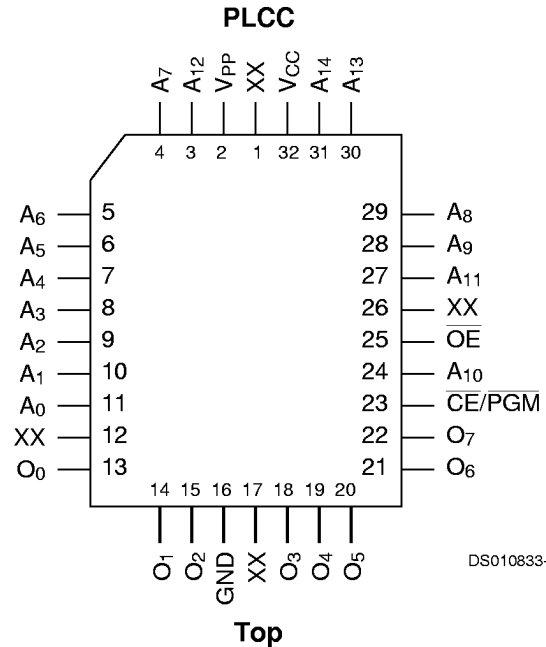 PLCC
A7 A12 VPP XX VCC A14 A13
4 3 2 1 32 31 30
A6 5 29 A8
A5 6 28 A9
A4 7 27 A11
A3 8 26 XX
A2 9 25 O̅E̅
A1 10 24 A10
A0 11 23 C̅E̅/P̅G̅M̅
XX 12 22 O7
O0 13 21 O6
14 15 16 17 18 19 20
O1 O2 GND XX O3 O4 O5
DS010833-
Top